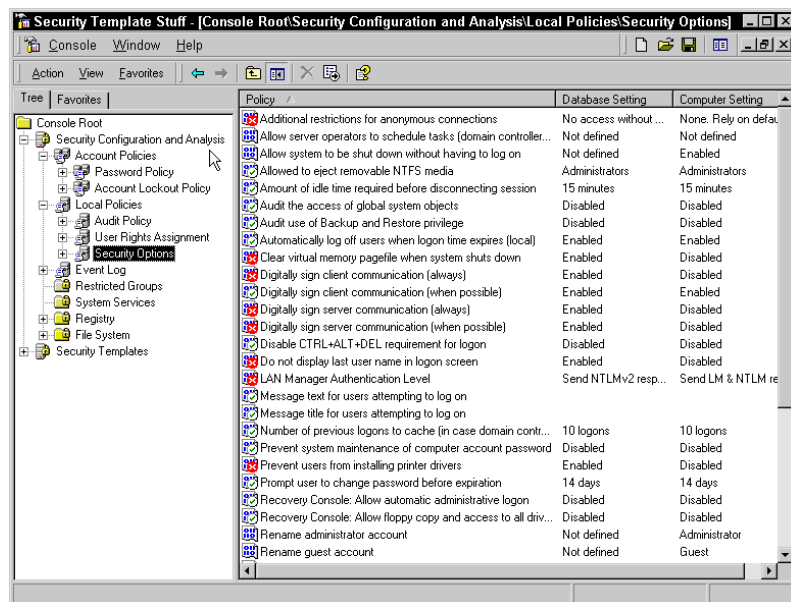 Security Template Stuff - [Console Root\Security Configuration and Analysis\Local Policies\Security Options]
Console Window Help
Action View Favorites
Tree Favorites
Console Root
Security Configuration and Analysis
Account Policies
Password Policy
Account Lockout Policy
Local Policies
Audit Policy
User Rights Assignment
Security Options
Event Log
Restricted Groups
System Services
Registry
File System
Security Templates
Policy Database Setting Computer Setting
Additional restrictions for anonymous connections No access without ... None. Rely on defau
Allow server operators to schedule tasks (domain controller... Not defined Not defined
Allow system to be shut down without having to log on Not defined Enabled
Allowed to eject removable NTFS media Administrators Administrators
Amount of idle time required before disconnecting session 15 minutes 15 minutes
Audit the access of global system objects Disabled Disabled
Audit use of Backup and Restore privilege Disabled Disabled
Automatically log off users when logon time expires (local) Enabled Enabled
Clear virtual memory pagefile when system shuts down Enabled Disabled
Digitally sign client communication (always) Enabled Disabled
Digitally sign client communication (when possible) Enabled Enabled
Digitally sign server communication (always) Enabled Disabled
Digitally sign server communication (when possible) Enabled Disabled
Disable CTRL+ALT+DEL requirement for logon Disabled Disabled
Do not display last user name in logon screen Enabled Disabled
LAN Manager Authentication Level Send NTLMv2 resp... Send LM & NTLM re
Message text for users attempting to log on
Message title for users attempting to log on
Number of previous logons to cache (in case domain contr... 10 logons 10 logons
Prevent system maintenance of computer account password Disabled Disabled
Prevent users from installing printer drivers Enabled Disabled
Prompt user to change password before expiration 14 days 14 days
Recovery Console: Allow automatic administrative logon Disabled Disabled
Recovery Console: Allow floppy copy and access to all driv... Disabled Disabled
Rename administrator account Not defined Administrator
Rename guest account Not defined Guest